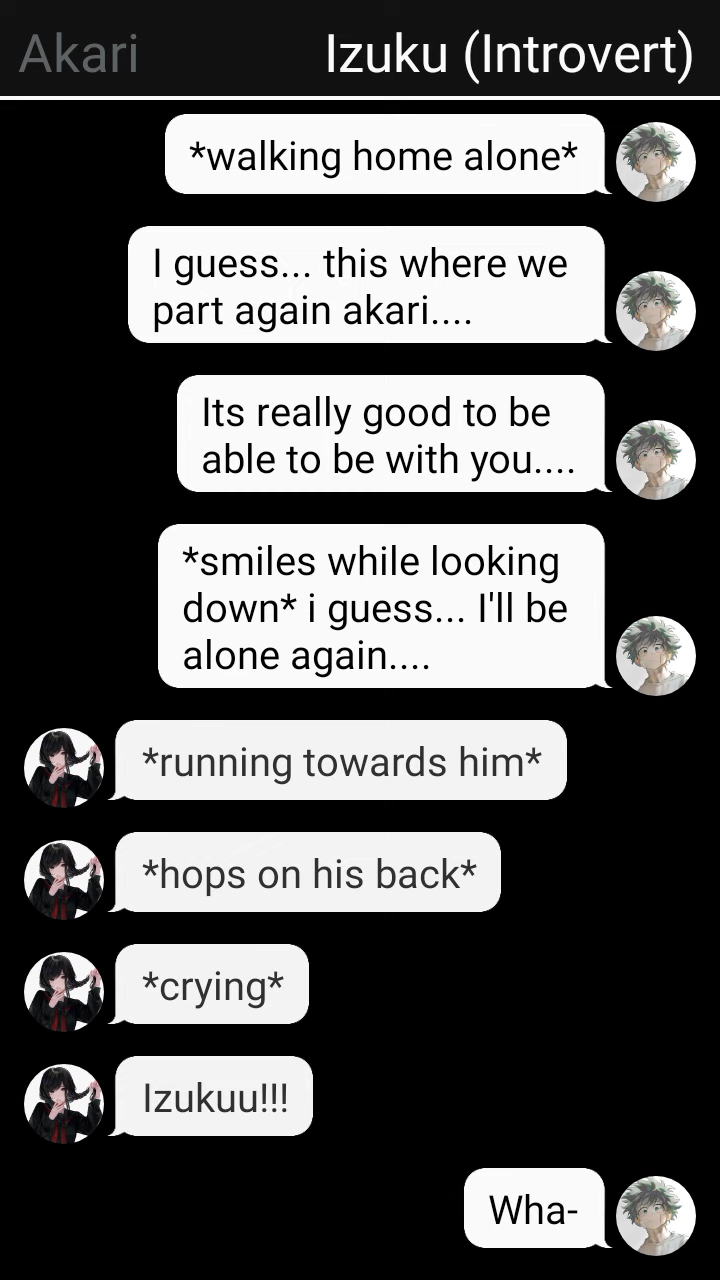 Akari
Izuku (Introvert)
*walking home alone*
I guess... this where we
part again akari....
Its really good to be
able to be with you....
*smiles while looking
down* i guess... I'll be
alone again....
*running towards him*
*hops on his back*
*crying*
Izukuu!!!
Wha-